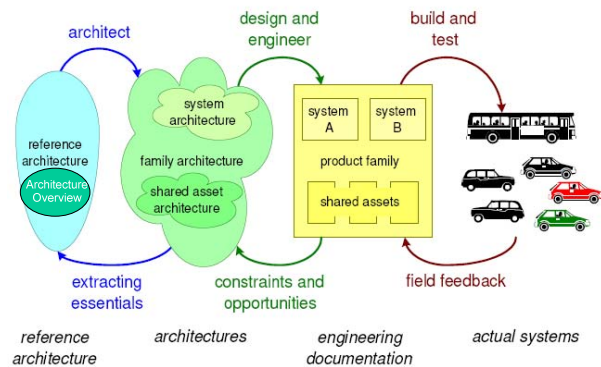 architect
design and
engineer
build and
test
system
architecture
system
A
system
B
reference
architecture
family architecture
product family
Architecture
Overview
shared asset
architecture
shared assets
extracting
essentials
constraints and
opportunities
field feedback
reference
architecture
architectures
engineering
documentation
actual systems